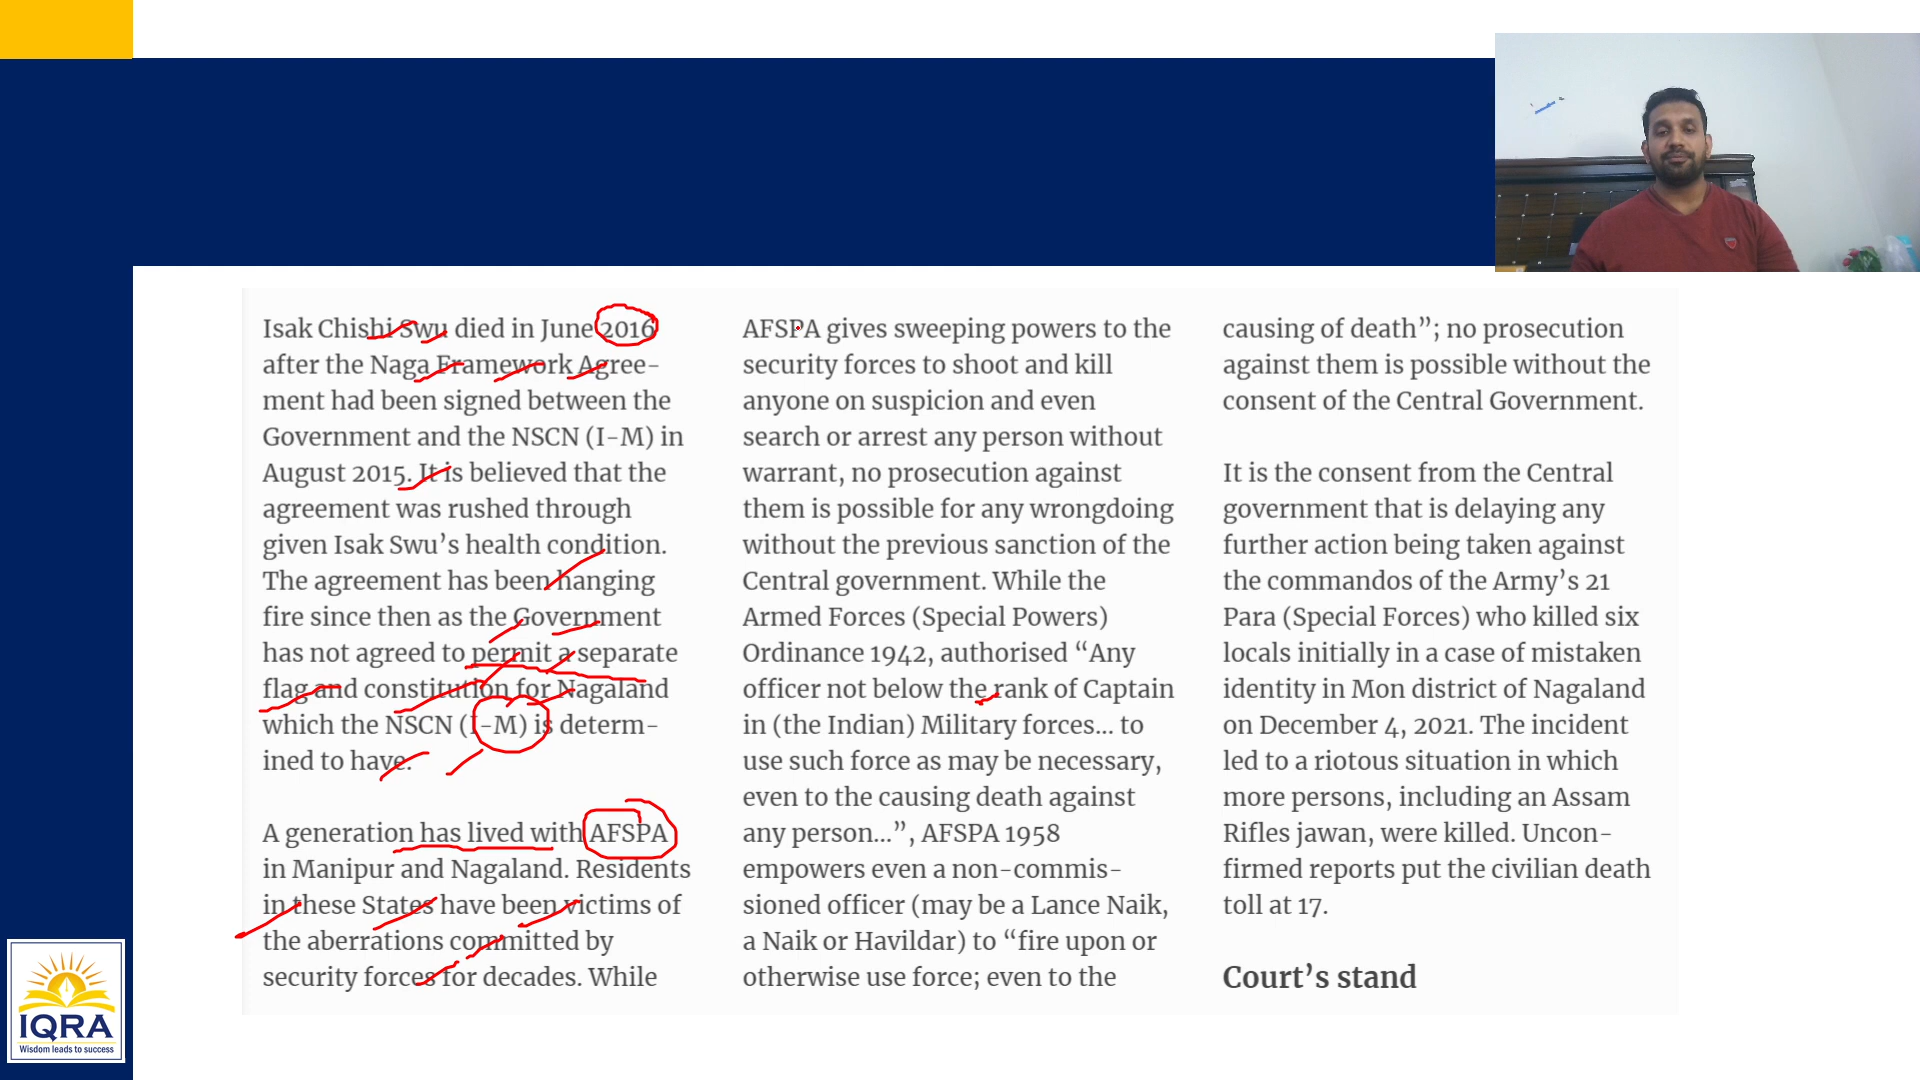 Isak Chishi Swu died in June 2016
after the Naga Framework Agree-
ment had been signed between the
Government and the NSCN (I-M) in
August 2015. It is believed that the
agreement was rushed through
given Isak Swu’s health condition.
The agreement has been hanging
fire since then as the Government
has not agreed to permit a separate
flag and constitution for Nagaland
which the NSCN (I-M) is determ-
ined to have.
A generation has lived with AFSPA
in Manipur and Nagaland. Residents
in these States have been victims of
the aberrations committed by
security forces for decades. While
AFSPA gives sweeping powers to the
security forces to shoot and kill
anyone on suspicion and even
search or arrest any person without
warrant, no prosecution against
them is possible for any wrongdoing
without the previous sanction of the
Central government. While the
Armed Forces (Special Powers)
Ordinance 1942, authorised “Any
officer not below the rank of Captain
in (the Indian) Military forces... to
use such force as may be necessary,
even to the causing death against
any person...”, AFSPA 1958
empowers even a non-commis-
sioned officer (may be a Lance Naik,
a Naik or Havildar) to “fire upon or
otherwise use force; even to the
causing of death”; no prosecution
against them is possible without the
consent of the Central Government.
It is the consent from the Central
government that is delaying any
further action being taken against
the commandos of the Army’s 21
Para (Special Forces) who killed six
locals initially in a case of mistaken
identity in Mon district of Nagaland
on December 4, 2021. The incident
led to a riotous situation in which
more persons, including an Assam
Rifles jawan, were killed. Uncon-
firmed reports put the civilian death
toll at 17.
Court’s stand
IQRA
Wisdom leads to success